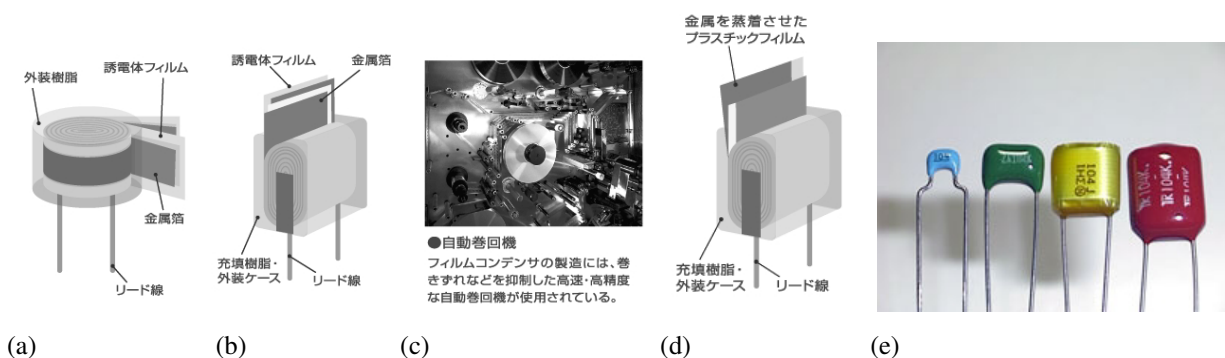 外装樹脂
誘電体フィルム
金属箔
リード線
誘電体フィルム
金属箔
充填樹脂・
外装ケース
リード線
●自動巻回機
フィルムコンデンサの製造には、巻
きずれなどを抑制した高速・高精度
な自動巻回機が使用されている。
金属を蒸着させた
プラスチックフィルム
充填樹脂・
外装ケース
リード線
104J
TR104K
(a)
(b)
(c)
(d)
(e)